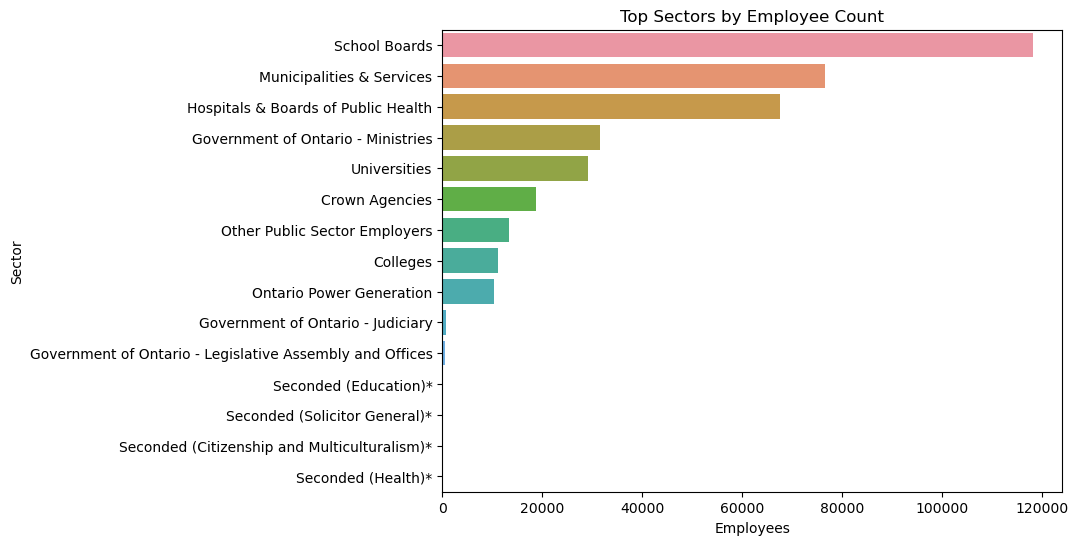 Top Sectors by Employee Count
School Boards
Municipalities & Services
Hospitals & Boards of Public Health
Government of Ontario - Ministries
Universities
Crown Agencies
Other Public Sector Employers
Colleges
Ontario Power Generation
Government of Ontario - Judiciary
Government of Ontario - Legislative Assembly and Offices
Seconded (Education)*
Seconded (Solicitor General)*
Seconded (Citizenship and Multiculturalism)*
Seconded (Health)*
Sector
0 20000 40000 60000 80000 100000 120000
Employees